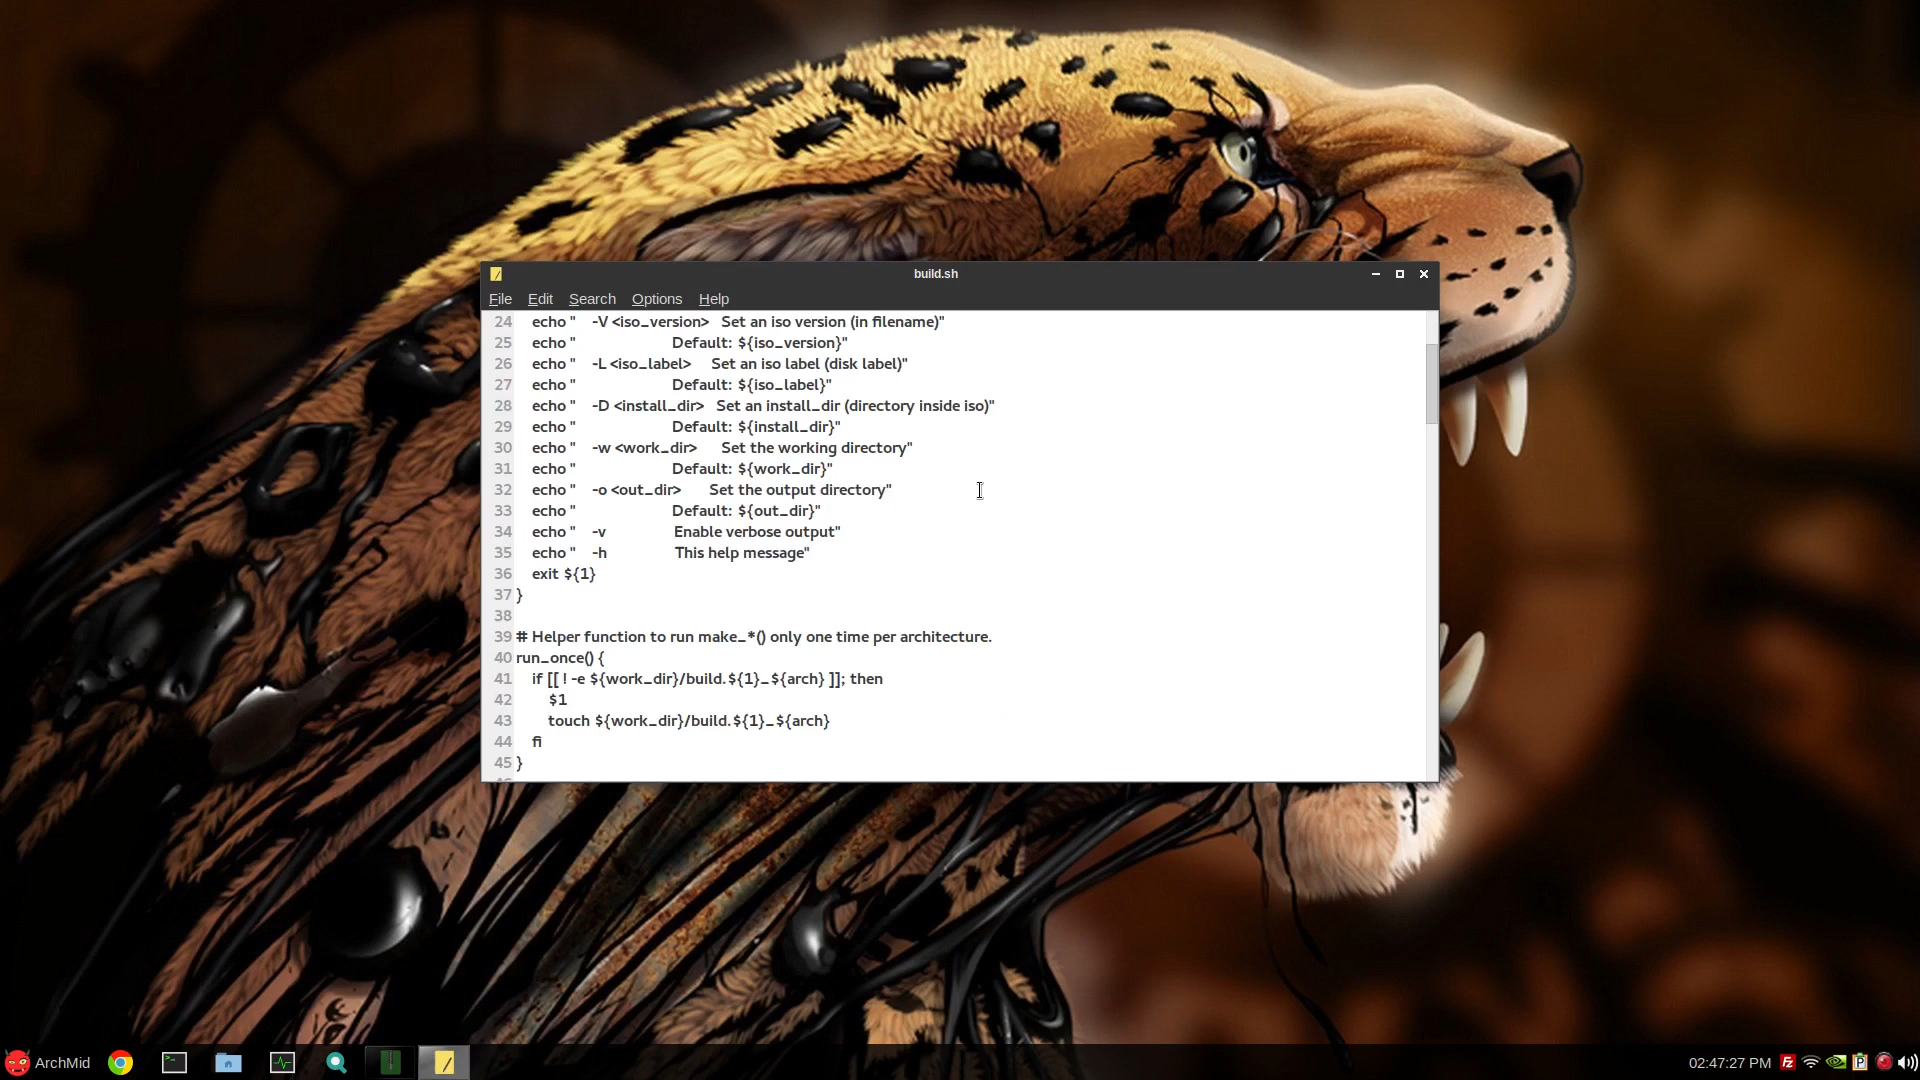 build.sh
File Edit Search Options Help
24 echo "    -V <iso_version>   Set an iso version (in filename)"
25 echo "                        Default: ${iso_version}"
26 echo "    -L <iso_label>     Set an iso label (disk label)"
27 echo "                        Default: ${iso_label}"
28 echo "    -D <install_dir>   Set an install_dir (directory inside iso)"
29 echo "                        Default: ${install_dir}"
30 echo "    -w <work_dir>      Set the working directory"
31 echo "                        Default: ${work_dir}"
32 echo "    -o <out_dir>       Set the output directory"
33 echo "                        Default: ${out_dir}"
34 echo "    -v                 Enable verbose output"
35 echo "    -h                 This help message"
36 exit ${1}
37 }
38
39 # Helper function to run make_*() only one time per architecture.
40 run_once() {
41 if [[ ! -e ${work_dir}/build.${1}_${arch} ]]; then
42 $1
43 touch ${work_dir}/build.${1}_${arch}
44 fi
45 }
ArchMid 02:47:27 PM